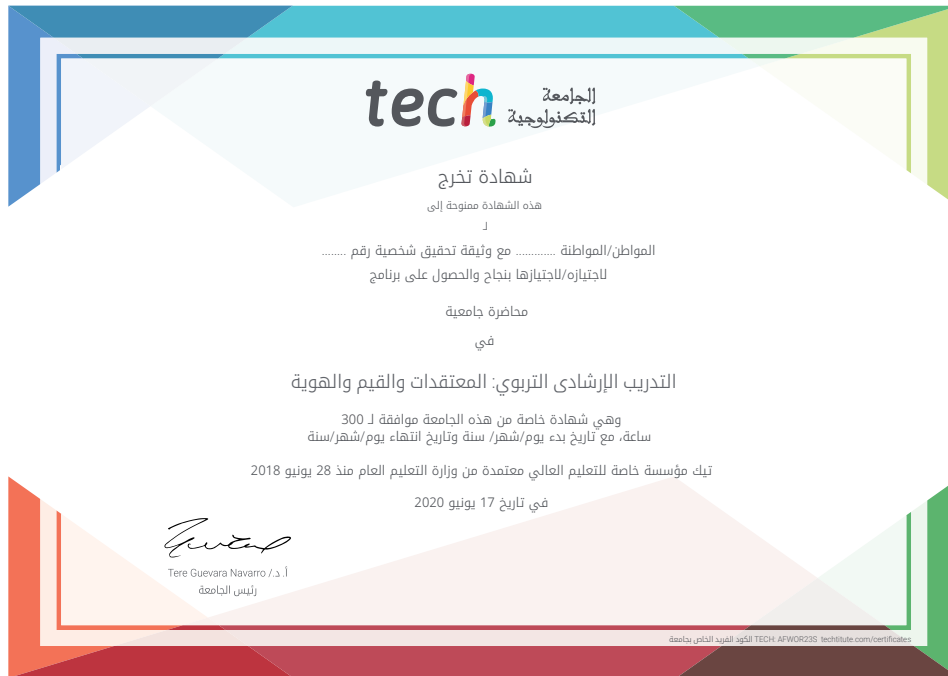 tech الجامعة
التكنولوجية
شهادة تخرج
هذه الشهادة ممنوحة إلى
لـ
المواطن/المواطنة ............. مع وثيقة تحقيق شخصية رقم ........
لاجتيازه/لاجتيازها بنجاح والحصول على برنامج
محاضرة جامعية
في
التدريب الإرشادى التربوي: المعتقدات والقيم والهوية
وهي شهادة خاصة من هذه الجامعة موافقة لـ 300
ساعة، مع تاريخ بدء يوم/شهر/ سنة وتاريخ انتهاء يوم/شهر/سنة
تيك مؤسسة خاصة للتعليم العالي معتمدة من وزارة التعليم العام منذ 28 يونيو 2018
في تاريخ 17 يونيو 2020
أ. د./ Tere Guevara Navarro
رئيس الجامعة
الكود الفريد الخاص بجامعة TECH: AFWOR23S techtitute.com/certificates